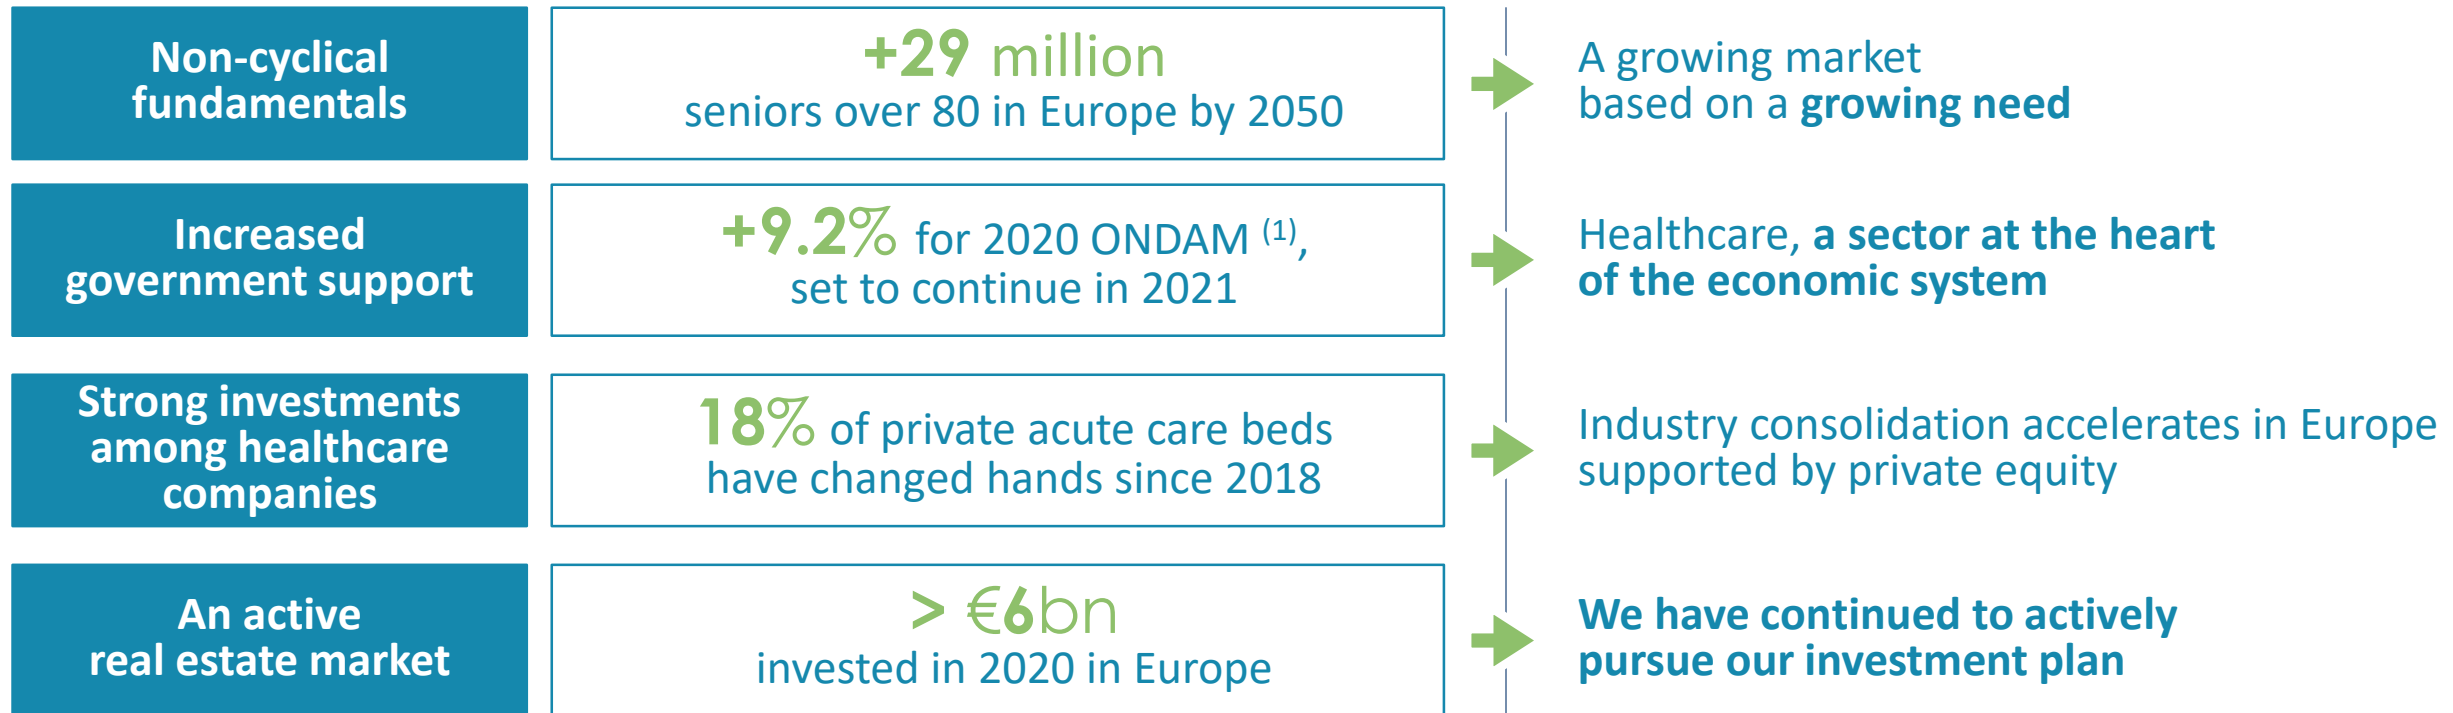 Non-cyclical
fundamentals
+29 million
seniors over 80 in Europe by 2050
A growing market
based on a growing need
Increased
government support
+9.2% for 2020 ONDAM (1),
set to continue in 2021
Healthcare, a sector at the heart
of the economic system
Strong investments
among healthcare
companies
18% of private acute care beds
have changed hands since 2018
Industry consolidation accelerates in Europe
supported by private equity
An active
real estate market
> €6bn
invested in 2020 in Europe
We have continued to actively
pursue our investment plan